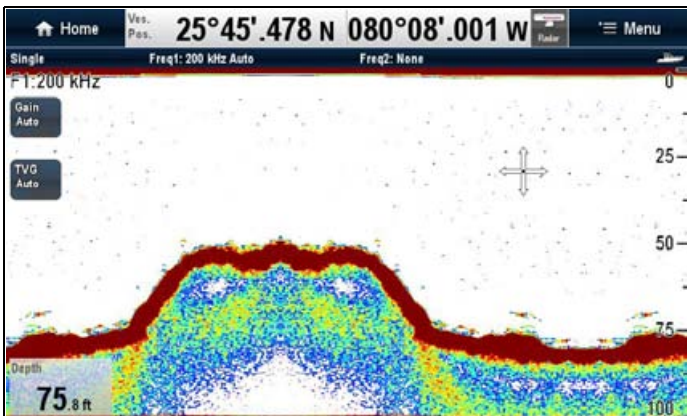 Home
Ves. Pos.
25°45'.478 N 080°08'.001 W
Radar
Menu
Single
Freq1: 200 kHz Auto
Freq2: None
F1:200 kHz
0
Gain
Auto
25
TVG
Auto
50
75
Depth
75.8 ft
100